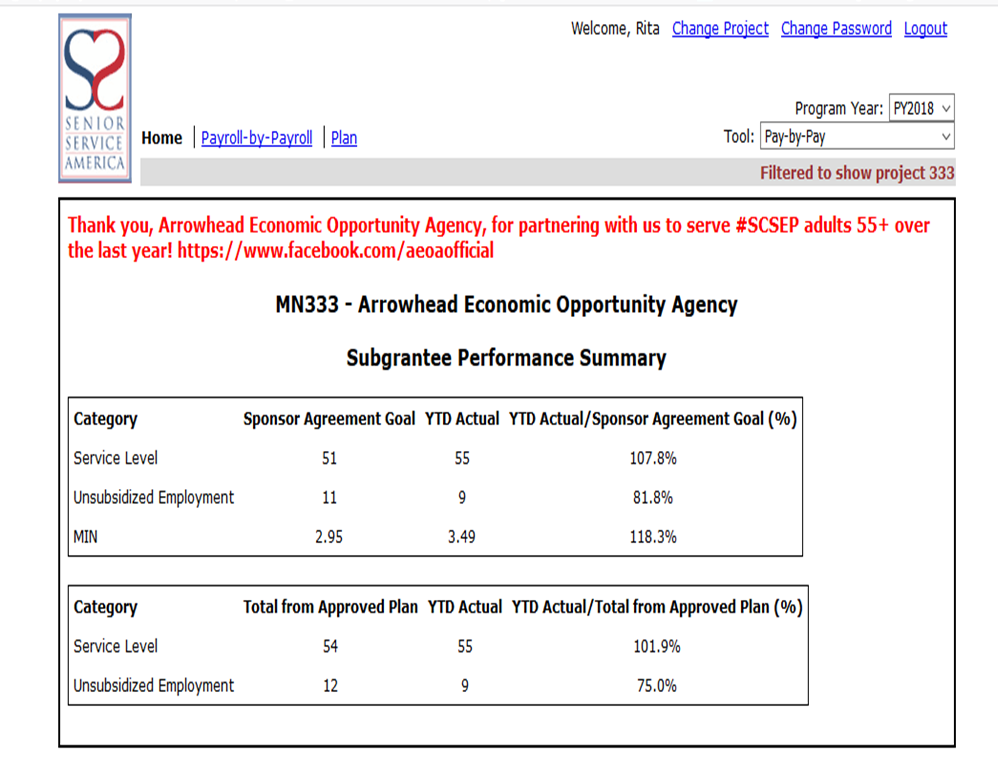 Welcome, Rita Change Project Change Password Logout
SENIOR
SERVICE
AMERICA
Program Year: PY2018
Home Payroll-by-Payroll Plan
Tool: Pay-by-Pay
Filtered to show project 333
Thank you, Arrowhead Economic Opportunity Agency, for partnering with us to serve #SCSEP adults 55+ over
the last year! https://www.facebook.com/aeoaofficial
MN333 - Arrowhead Economic Opportunity Agency
Subgrantee Performance Summary
Category Sponsor Agreement Goal YTD Actual YTD Actual/Sponsor Agreement Goal (%)
Service Level 51 55 107.8%
Unsubsidized Employment 11 9 81.8%
MIN 2.95 3.49 118.3%
Category Total from Approved Plan YTD Actual YTD Actual/Total from Approved Plan (%)
Service Level 54 55 101.9%
Unsubsidized Employment 12 9 75.0%